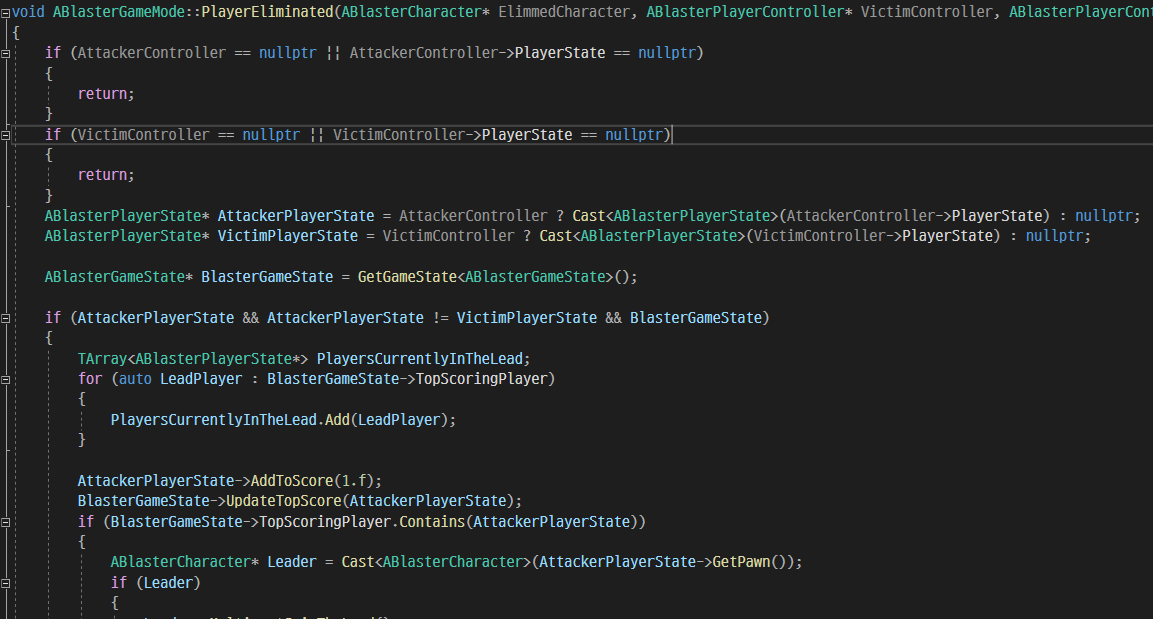 void ABlasterGameMode::PlayerEliminated(ABlasterCharacter* ElimmedCharacter, ABlasterPlayerController* VictimController, ABlasterPlayerCont
{
if (AttackerController == nullptr || AttackerController->PlayerState == nullptr)
{
return;
}
if (VictimController == nullptr || VictimController->PlayerState == nullptr)
{
return;
}
ABlasterPlayerState* AttackerPlayerState = AttackerController ? Cast<ABlasterPlayerState>(AttackerController->PlayerState) : nullptr;
ABlasterPlayerState* VictimPlayerState = VictimController ? Cast<ABlasterPlayerState>(VictimController->PlayerState) : nullptr;
ABlasterGameState* BlasterGameState = GetGameState<ABlasterGameState>();
if (AttackerPlayerState && AttackerPlayerState != VictimPlayerState && BlasterGameState)
{
TArray<ABlasterPlayerState*> PlayersCurrentlyInTheLead;
for (auto LeadPlayer : BlasterGameState->TopScoringPlayer)
{
PlayersCurrentlyInTheLead.Add(LeadPlayer);
}
AttackerPlayerState->AddToScore(1.f);
BlasterGameState->UpdateTopScore(AttackerPlayerState);
if (BlasterGameState->TopScoringPlayer.Contains(AttackerPlayerState))
{
ABlasterCharacter* Leader = Cast<ABlasterCharacter>(AttackerPlayerState->GetPawn());
if (Leader)
{